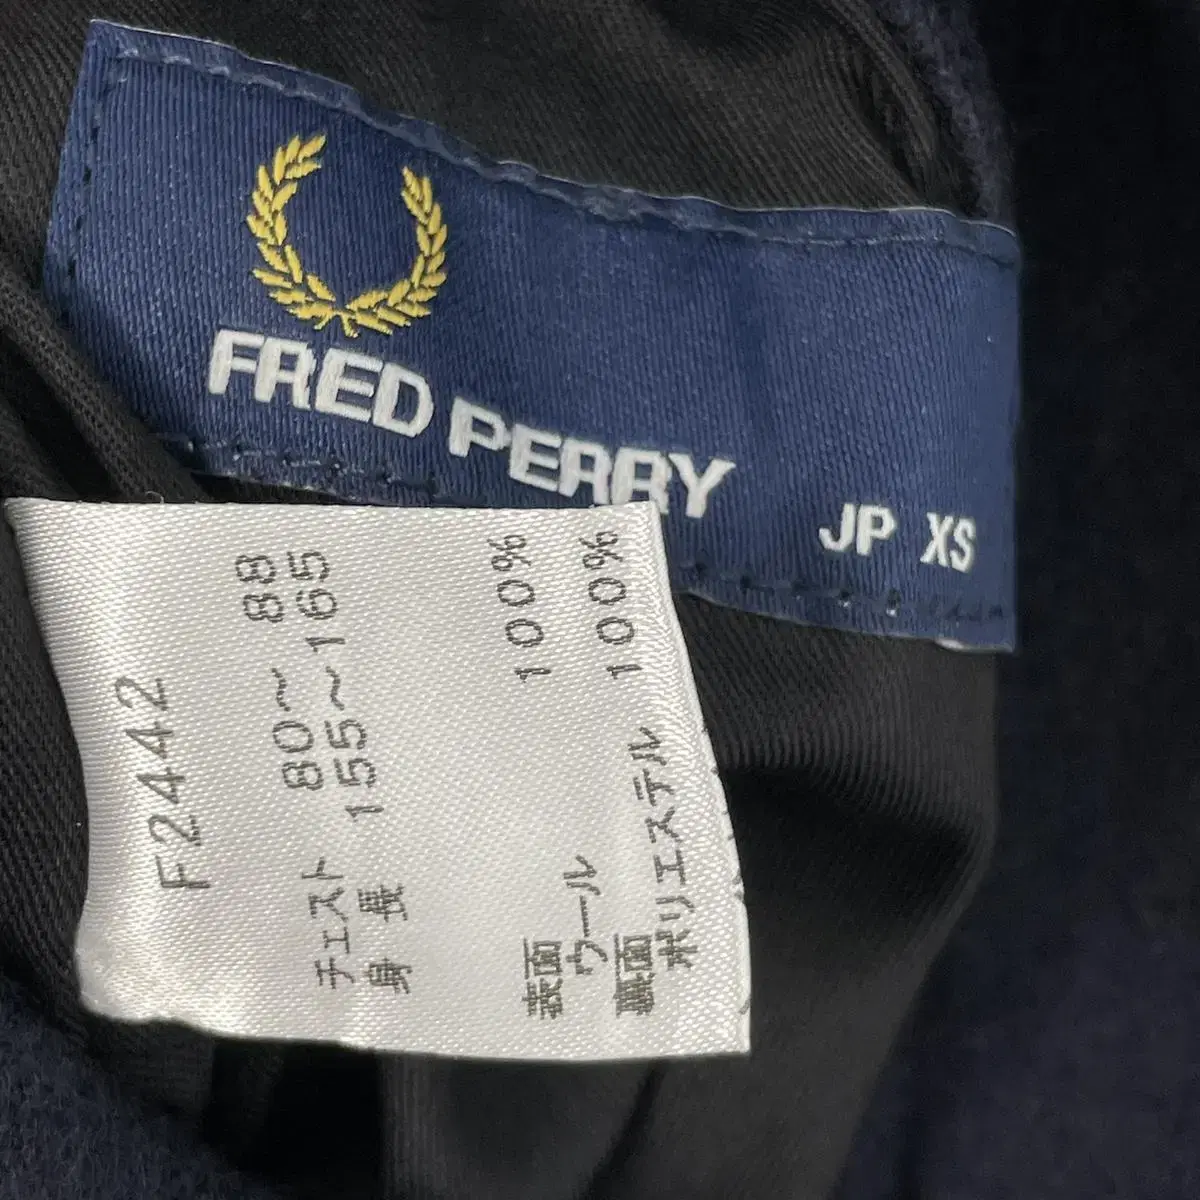 FRED PERRY
JP XS
F2442
チェスト 80〜 88
身 長 155〜165
表面
ウール 100%
裏面
ポリエステル 100%